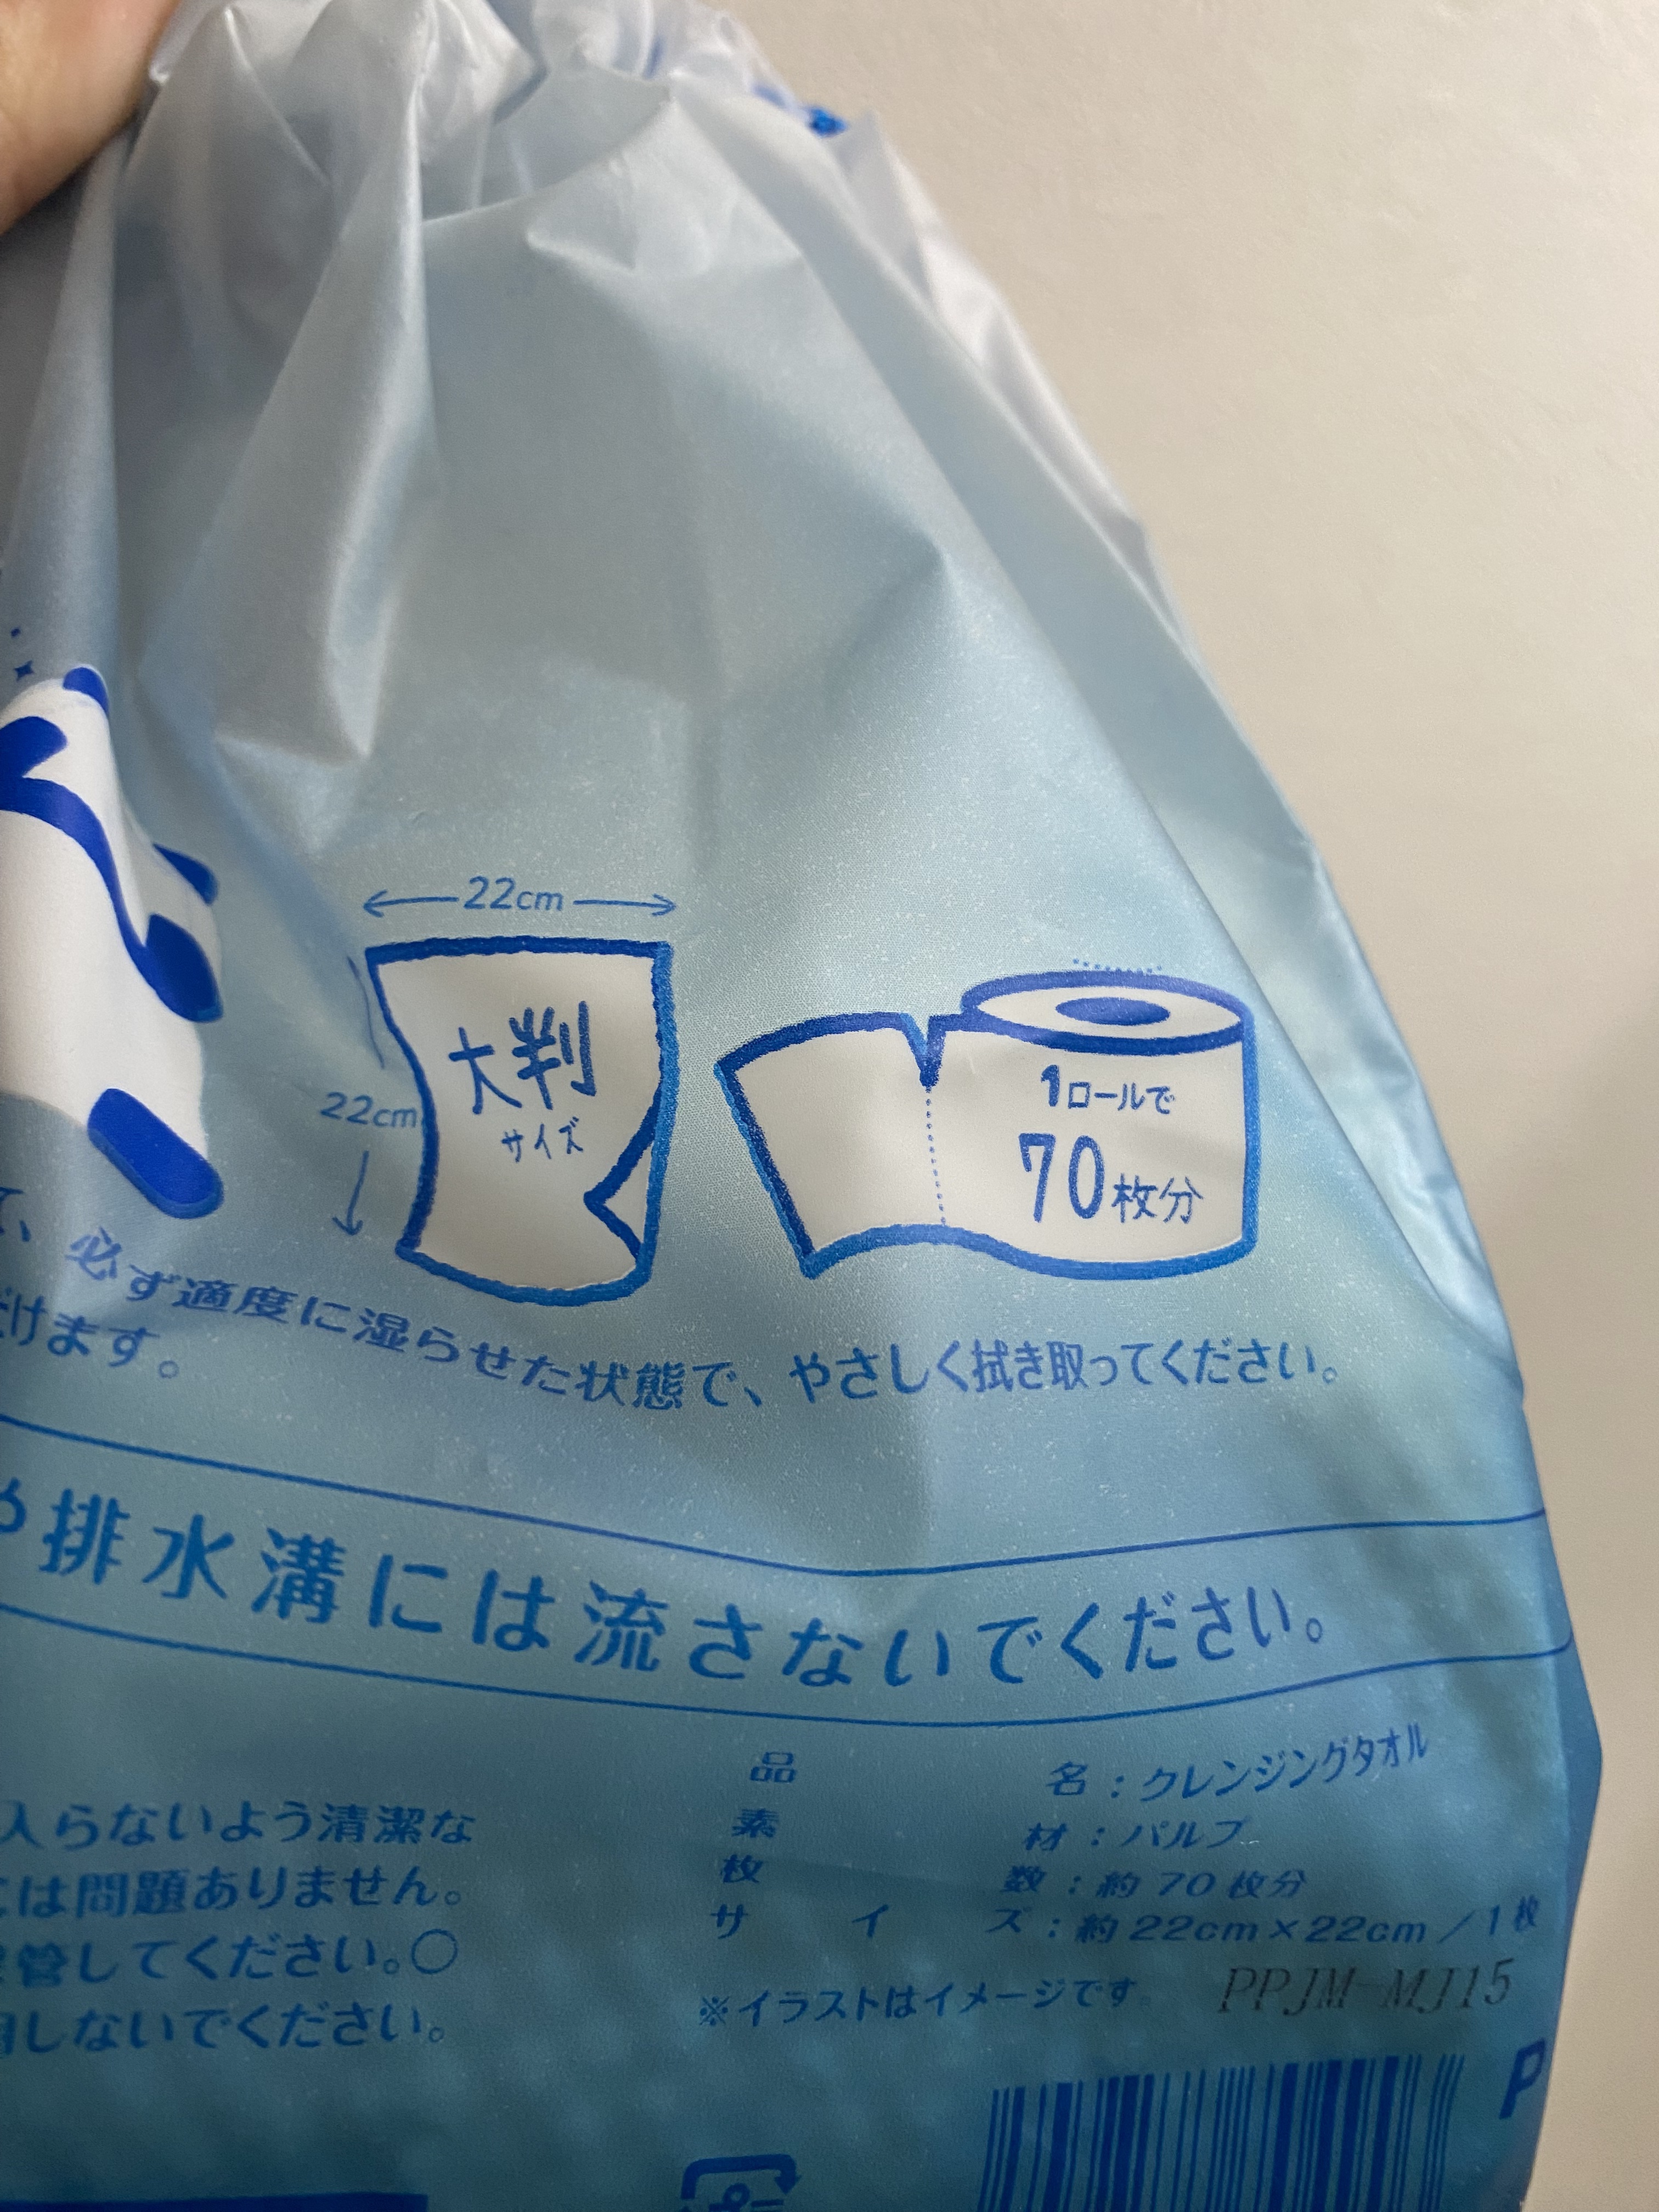 22cm
大判
サイズ
22cm
1ロールで
70枚分
、必ず適度に湿らせた状態で、やさしく拭き取ってください。
けます。
排水溝には流さないでください。
入らないよう清潔な
は問題ありません。
管してください。○
しないでください。
品名：クレンジングタオル
素材：パルプ
枚数：約70枚分
サイズ：約22cm×22cm／1枚
※イラストはイメージです。
PPJM-MJ15
P